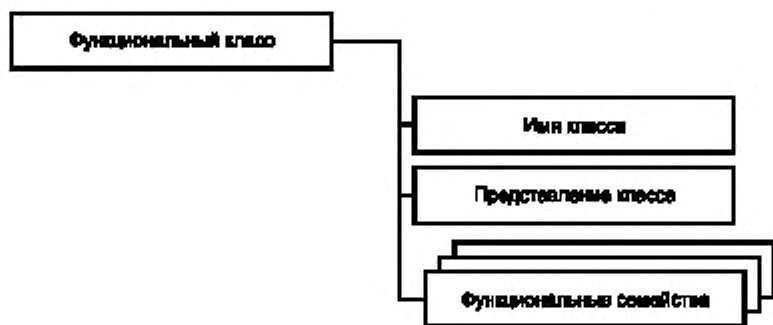 Функциональный класс
Имя класса
Представление класса
Функциональные семейства